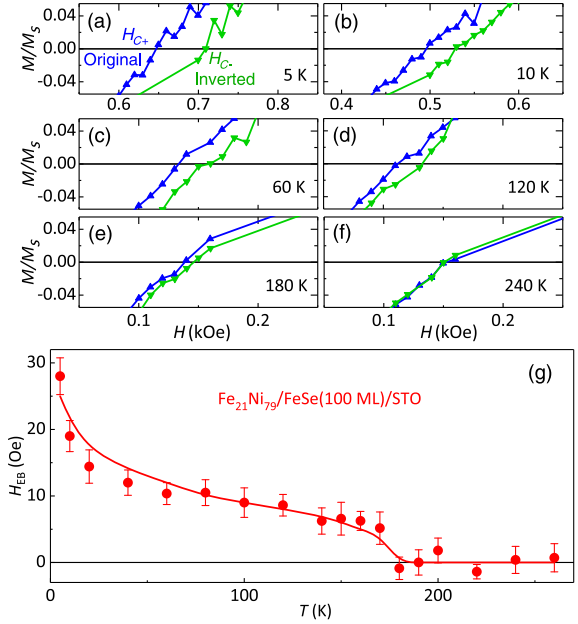 (a) H_C+ 5 K
Original
H_C-
Inverted
(b) 10 K
M/M_s
0.04
0.00
-0.04
0.6 0.7 0.8
0.4 0.5 0.6
(c) 60 K
(d) 120 K
M/M_s
0.04
0.00
-0.04
(e) 180 K
(f) 240 K
M/M_s
0.04
0.00
-0.04
0.1 0.2
0.1 0.2
H (kOe)
H (kOe)
(g)
Fe21Ni79/FeSe(100 ML)/STO
H_EB (Oe)
30
20
10
0
0 100 200
T (K)